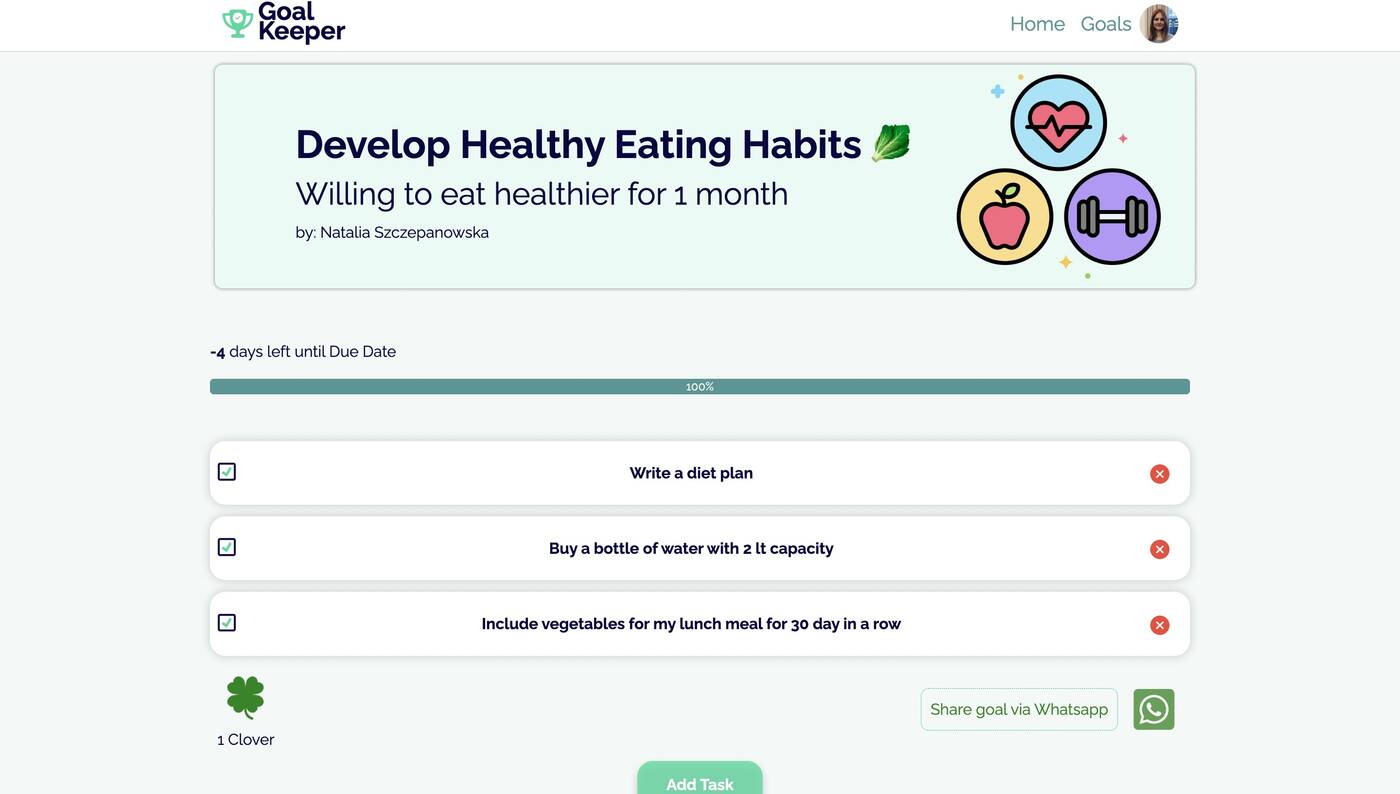 Goal
Keeper
Home Goals
Develop Healthy Eating Habits
Willing to eat healthier for 1 month
by: Natalia Szczepanowska
-4 days left until Due Date
100%
Write a diet plan
Buy a bottle of water with 2 lt capacity
Include vegetables for my lunch meal for 30 day in a row
Share goal via Whatsapp
1 Clover
Add Task